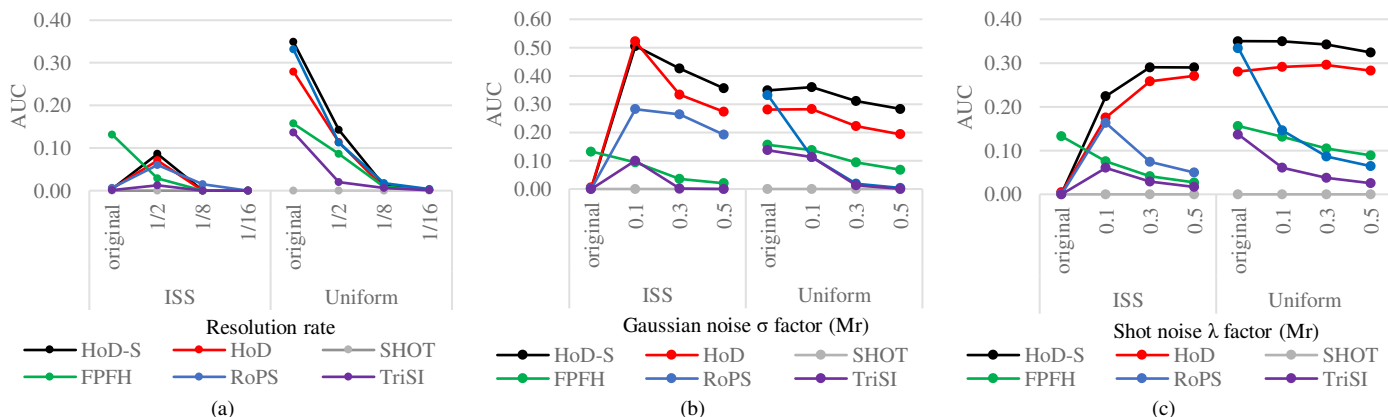 0.40
0.30
0.20
0.10
0.00
AUC
original
1/2
1/8
1/16
original
1/2
1/8
1/16
ISS
Uniform
Resolution rate
HoD-S
HoD
SHOT
FPFH
RoPS
TriSI
(a)
0.60
0.50
0.40
0.30
0.20
0.10
0.00
AUC
original
0.1
0.3
0.5
original
0.1
0.3
0.5
ISS
Uniform
Gaussian noise σ factor (Mr)
HoD-S
HoD
SHOT
FPFH
RoPS
TriSI
(b)
0.40
0.30
0.20
0.10
0.00
AUC
original
0.1
0.3
0.5
original
0.1
0.3
0.5
ISS
Uniform
Shot noise λ factor (Mr)
HoD-S
HoD
SHOT
FPFH
RoPS
TriSI
(c)